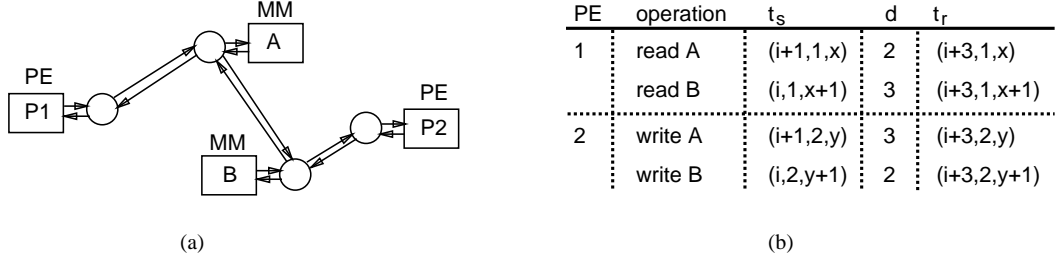 MM
A
PE
P1
PE
P2
MM
B
(a)
PE operation t_s d t_r
1 read A (i+1,1,x) 2 (i+3,1,x)
read B (i,1,x+1) 3 (i+3,1,x+1)
2 write A (i+1,2,y) 3 (i+3,2,y)
write B (i,2,y+1) 2 (i+3,2,y+1)
(b)